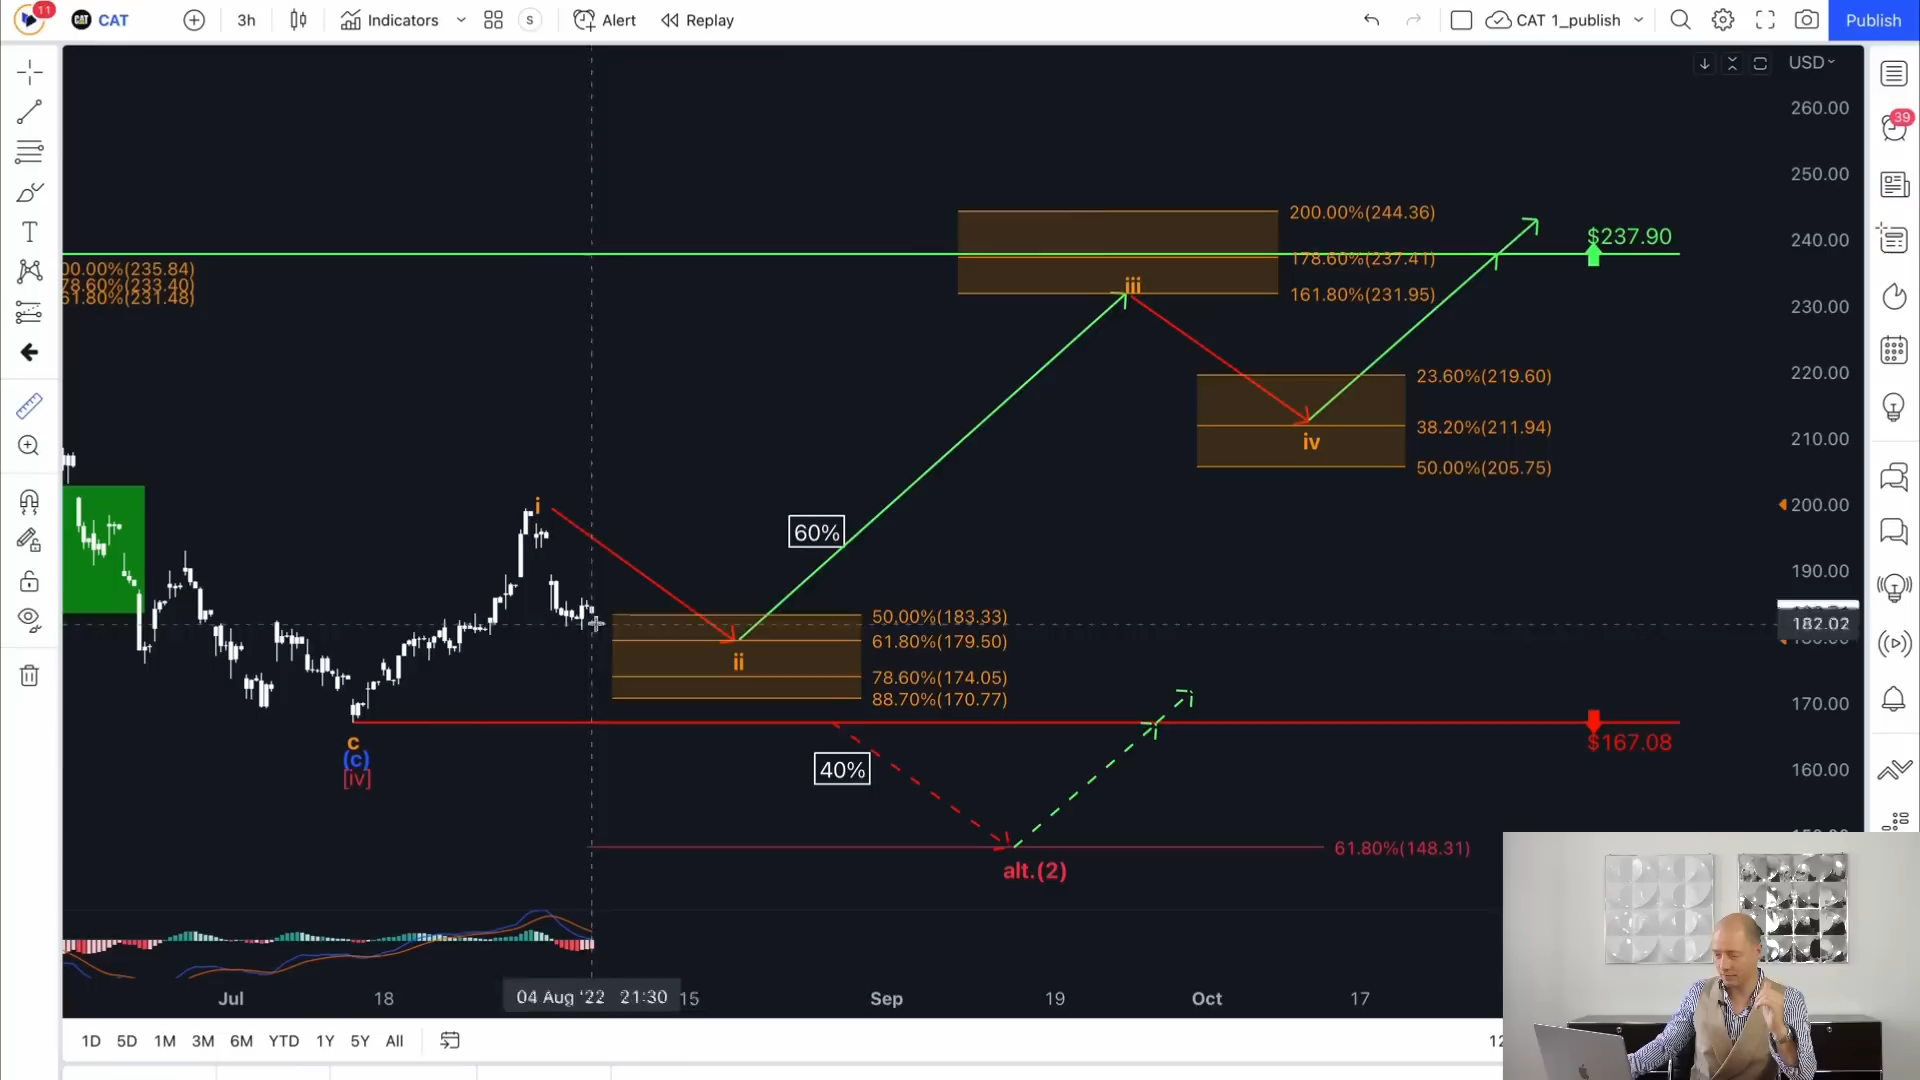 11
CAT
CAT
3h
Indicators
S
Alert
Replay
CAT 1_publish
Publish
USD
260.00
250.00
240.00
230.00
220.00
210.00
200.00
190.00
182.02
170.00
160.00
39
00.00%(235.84)
78.60%(233.40)
61.80%(231.48)
200.00%(244.36)
178.60%(237.41)
161.80%(231.95)
$237.90
iii
23.60%(219.60)
38.20%(211.94)
50.00%(205.75)
iv
i
60%
50.00%(183.33)
61.80%(179.50)
78.60%(174.05)
88.70%(170.77)
ii
$167.08
c
(c)
[iv]
40%
61.80%(148.31)
alt.(2)
Jul
18
04 Aug '22 21:30
15
Sep
19
Oct
17
1D
5D
1M
3M
6M
YTD
1Y
5Y
All
12